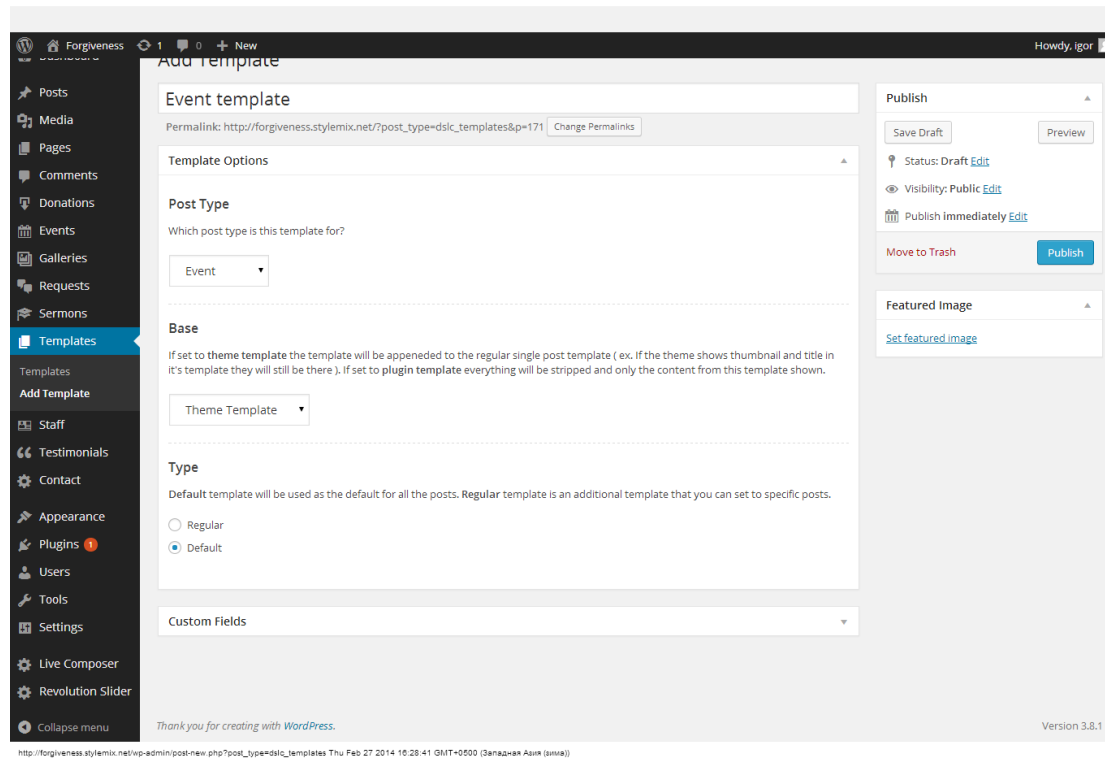 Forgiveness 1 0 + New Howdy, igor
Dashboard
Add Template
Posts
Media
Pages
Comments
Donations
Events
Galleries
Requests
Sermons
Templates
Templates
Add Template
Staff
Testimonials
Contact
Appearance
Plugins 1
Users
Tools
Settings
Live Composer
Revolution Slider
Collapse menu
Event template
Permalink: http://forgiveness.stylemix.net/?post_type=dslc_templates&p=171 Change Permalinks
Template Options
Post Type
Which post type is this template for?
Event
Base
If set to theme template the template will be appeneded to the regular single post template ( ex. If the theme shows thumbnail and title in
it's template they will still be there ). If set to plugin template everything will be stripped and only the content from this template shown.
Theme Template
Type
Default template will be used as the default for all the posts. Regular template is an additional template that you can set to specific posts.
Regular
Default
Custom Fields
Publish
Save Draft Preview
Status: Draft Edit
Visibility: Public Edit
Publish immediately Edit
Move to Trash Publish
Featured Image
Set featured image
Thank you for creating with WordPress. Version 3.8.1
http://forgiveness.stylemix.net/wp-admin/post-new.php?post_type=dslc_templates Thu Feb 27 2014 16:28:41 GMT+0500 (Западная Азия (зима))